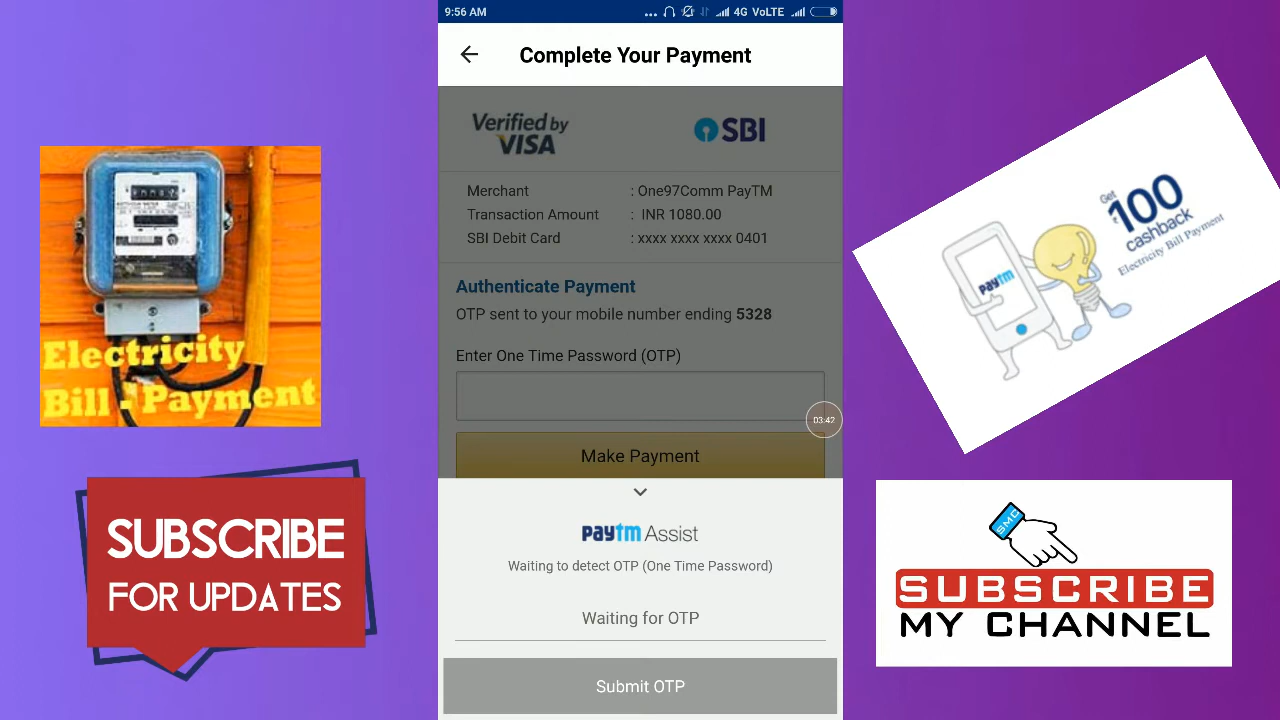 9:56 AM
4G VoLTE
Complete Your Payment
Verified by
VISA
SBI
Merchant : One97Comm PayTM
Transaction Amount : INR 1080.00
SBI Debit Card : xxxx xxxx xxxx 0401
Authenticate Payment
OTP sent to your mobile number ending 5328
Enter One Time Password (OTP)
03:42
Make Payment
paytm Assist
Waiting to detect OTP (One Time Password)
Waiting for OTP
Submit OTP
Electricity
Bill - Payment
SUBSCRIBE
FOR UPDATES
paytm
Get
₹100
cashback
Electricity Bill Payment
SMC
SUBSCRIBE
MY CHANNEL